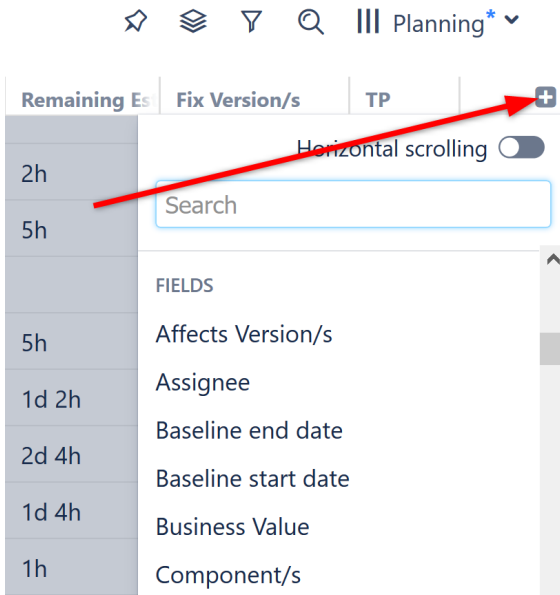 Planning*
Remaining Es Fix Version/s TP
Horizontal scrolling
2h
Search
5h
FIELDS
Affects Version/s
5h
Assignee
1d 2h
Baseline end date
2d 4h
Baseline start date
1d 4h
Business Value
1h
Component/s